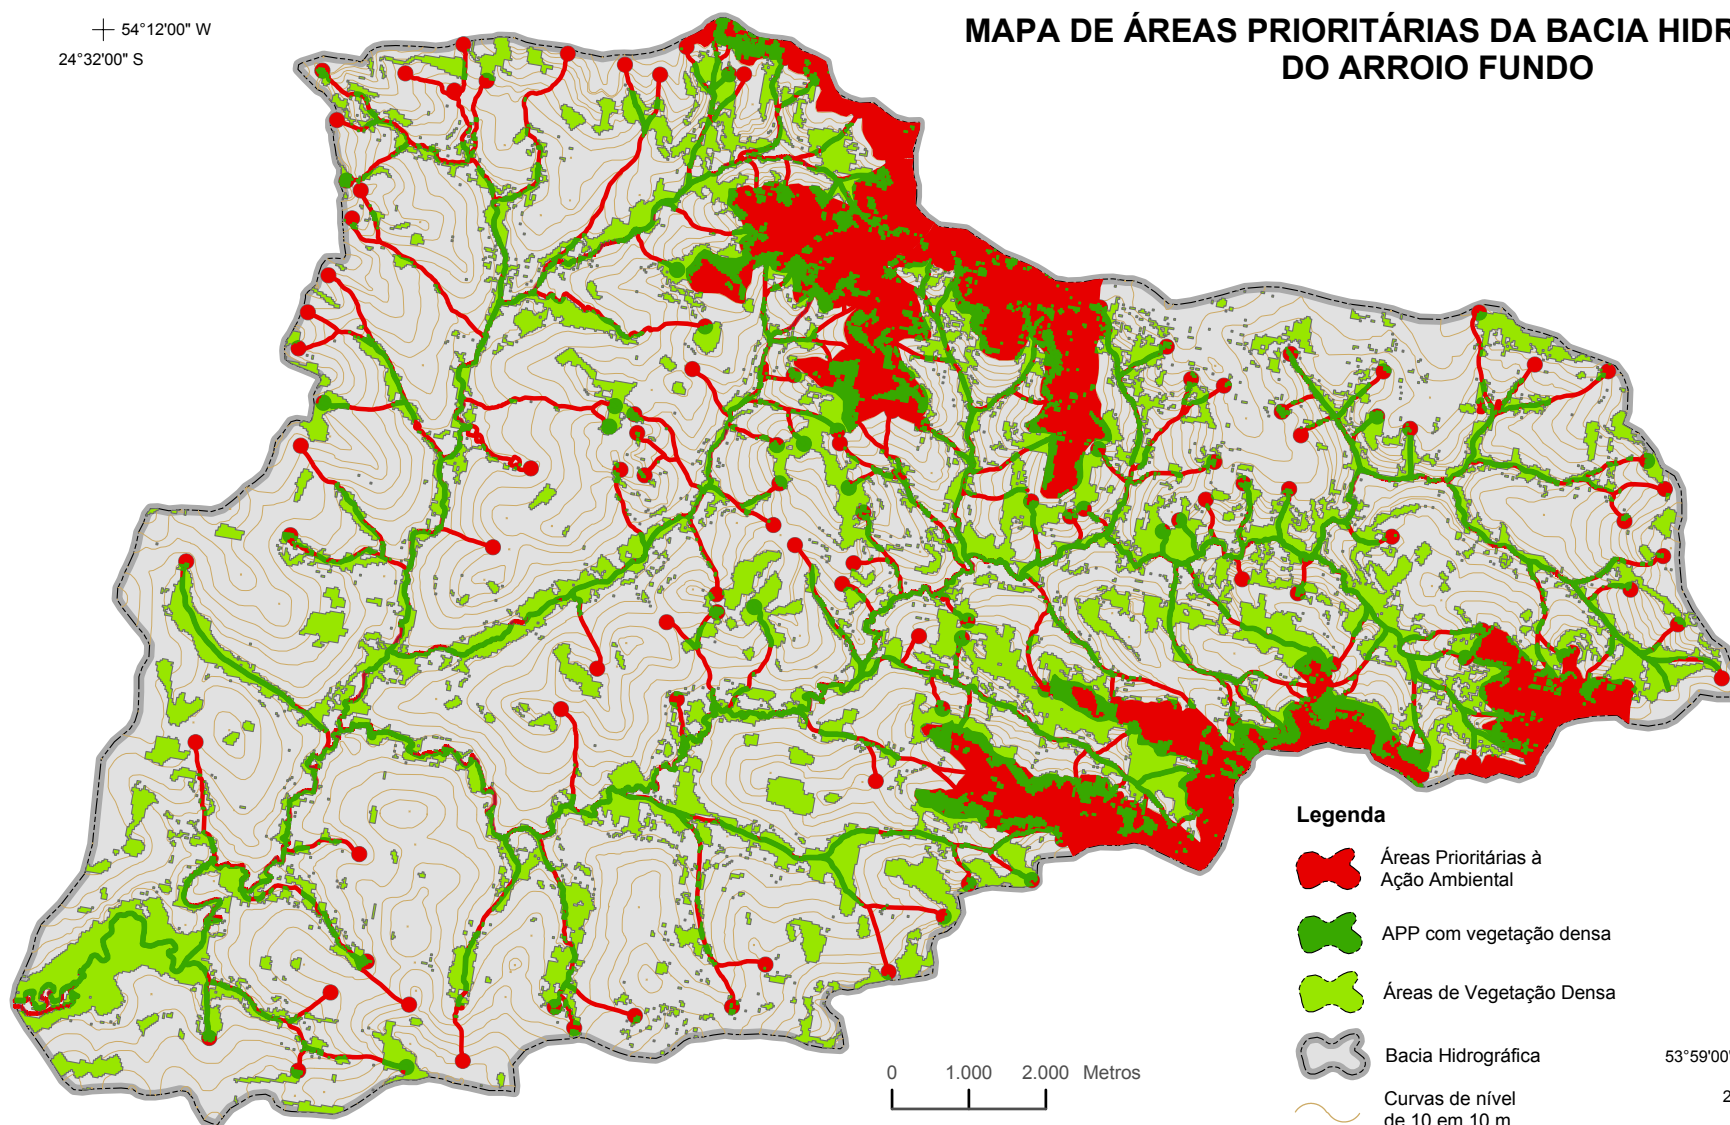 54°12'00" W
24°32'00" S
MAPA DE ÁREAS PRIORITÁRIAS DA BACIA
DO ARROIO FUNDO
Legenda
Áreas Prioritárias à
Ação Ambiental
APP com vegetação densa
Áreas de Vegetação Densa
Bacia Hidrográfica
53°59'00"
Curvas de nível
de 10 em 10 m
0 1.000 2.000 Metros